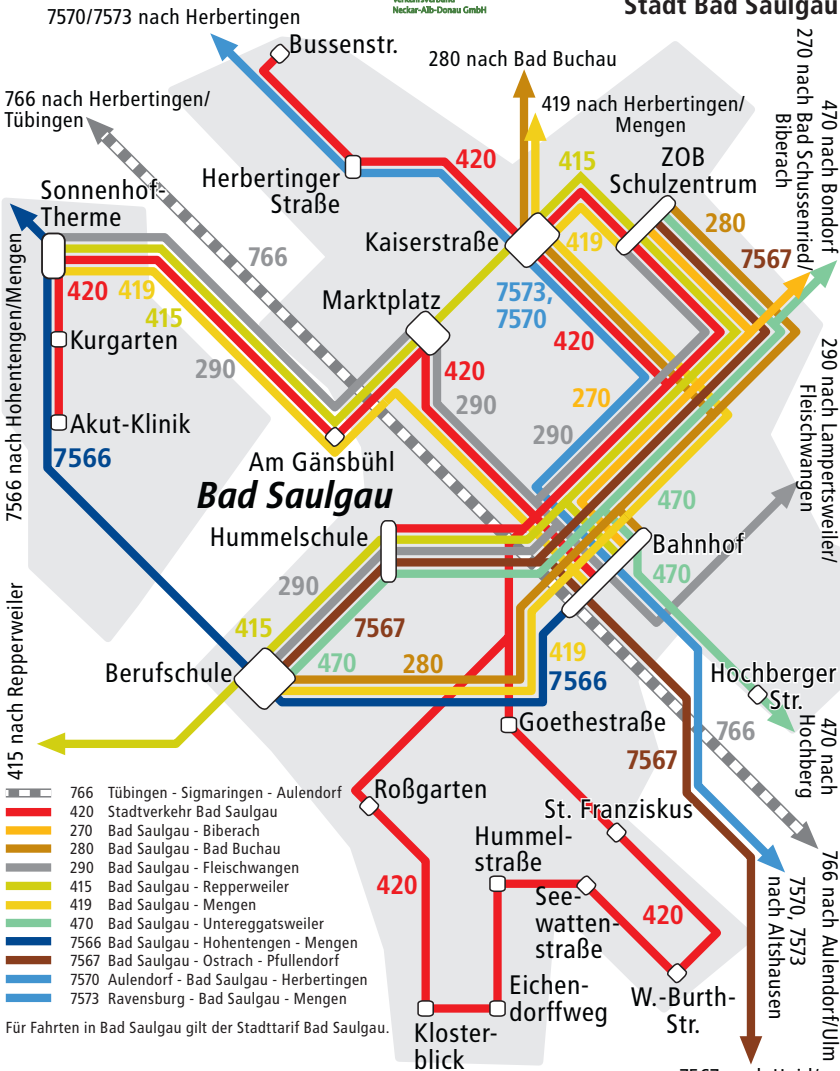 Verkehrsverbund
Neckar-Alb-Donau GmbH
Stadt Bad Saulgau
7570/7573 nach Herbertingen
Bussenstr.
280 nach Bad Buchau
270 nach Bad Schussenried/
Biberach
470 nach Bondorf
766 nach Herbertingen/
Tübingen
419 nach Herbertingen/
Mengen
420
415
ZOB
Schulzentrum
Herbertinger
Straße
Sonnenhof-
Therme
280
Kaiserstraße
419
7567
766
7573,
7570
Marktplatz
420 419
415
420
Kurgarten
290
420
290
270
290
Akut-Klinik
7566
7566 nach Hohentengen/Mengen
Am Gänsbühl
Bad Saulgau
290 nach Lampertsweiler/
Fleischwangen
470
Hummelschule
Bahnhof
470
290
415
7567
470
280
419
7566
Berufschule
Hochberger
Str.
470 nach
Hochberg
Goethestraße
766
7567
415 nach Repperweiler
Roßgarten
St. Franziskus
Hummel-
straße
420
See-
watten-
straße
420
Eichen-
dorffweg
W.-Burth-
Str.
Kloster-
blick
7570, 7573
nach Altshausen
766 nach Aulendorf/Ulm
766 Tübingen - Sigmaringen - Aulendorf
420 Stadtverkehr Bad Saulgau
270 Bad Saulgau - Biberach
280 Bad Saulgau - Bad Buchau
290 Bad Saulgau - Fleischwangen
415 Bad Saulgau - Repperweiler
419 Bad Saulgau - Mengen
470 Bad Saulgau - Untereggatsweiler
7566 Bad Saulgau - Hohentengen - Mengen
7567 Bad Saulgau - Ostrach - Pfullendorf
7570 Aulendorf - Bad Saulgau - Herbertingen
7573 Ravensburg - Bad Saulgau - Mengen
Für Fahrten in Bad Saulgau gilt der Stadttarif Bad Saulgau.